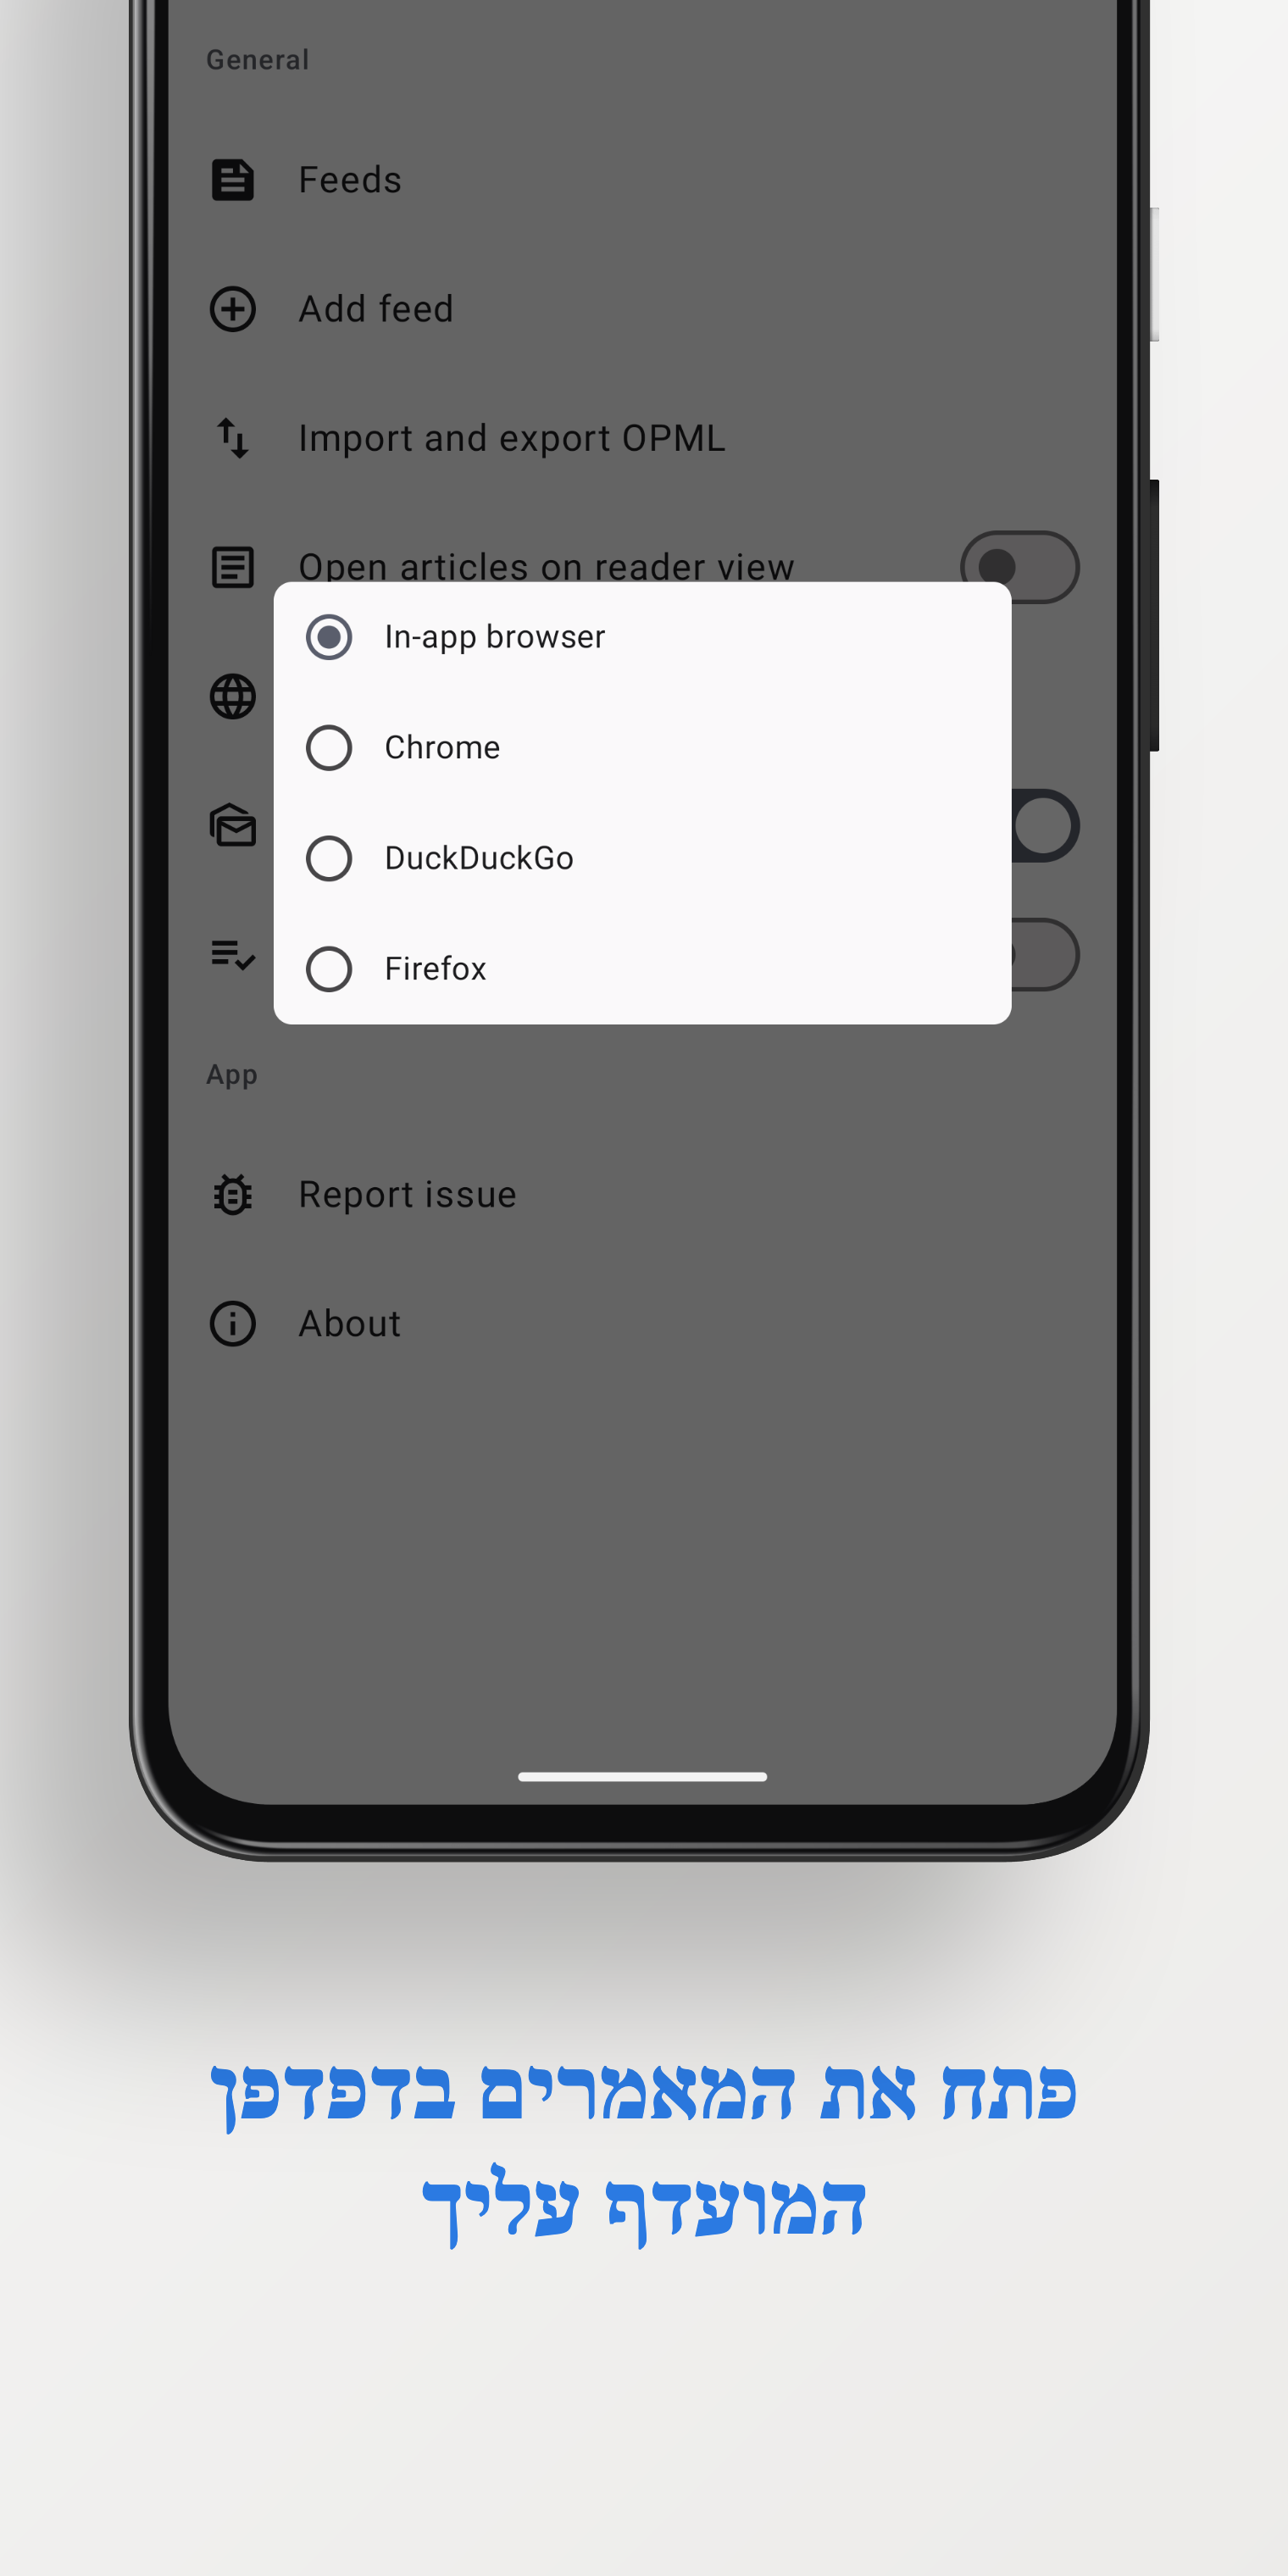 General
Feeds
Add feed
Import and export OPML
Open articles on reader view
In-app browser
Chrome
DuckDuckGo
Firefox
App
Report issue
About
פתח את המאמרים בדפדפן
המועדף עליך